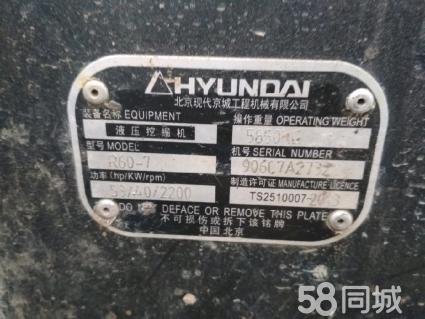 HYUNDAI
北京现代京城工程机械有限公司
装备名称 EQUIPMENT
操作重量 OPERATING WEIGHT
液压挖掘机
型号 MODEL
机号 SERIAL NUMBER
R60-7
功率 (hp/KW/rpm)
制造许可证 MANUFACTURE LICENCE
/2200
TS2510007-
DO NOT DEFACE OR REMOVE THIS PLATE
不可损伤或拆下该铭牌
中国北京
58同城